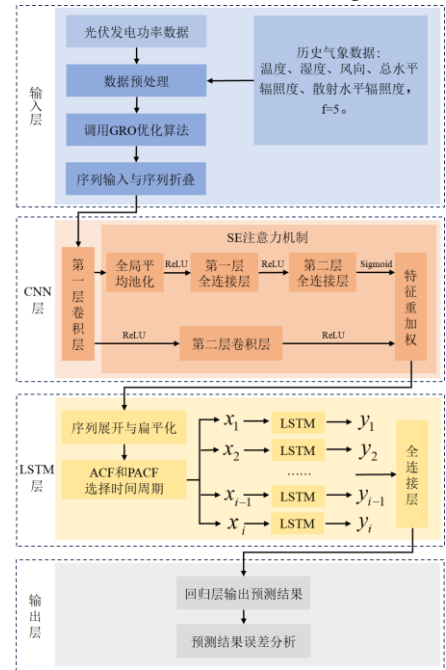 输入层
光伏发电功率数据
数据预处理
调用GRO优化算法
序列输入与序列折叠
历史气象数据:
温度、湿度、风向、总水平
辐照度、散射水平辐照度,
f=5。
CNN
层
第一层卷积层
SE注意力机制
全局平
均池化
ReLU
第一层
全连接层
ReLU
第二层
全连接层
Sigmoid
特征重加权
ReLU
第二层卷积层
ReLU
LSTM
层
序列展开与扁平化
ACF和PACF
选择时间周期
x₁
LSTM
y₁
x₂
LSTM
y₂
……
xᵢ₋₁
LSTM
yᵢ₋₁
xᵢ
LSTM
yᵢ
全连接层
输出层
回归层输出预测结果
预测结果误差分析